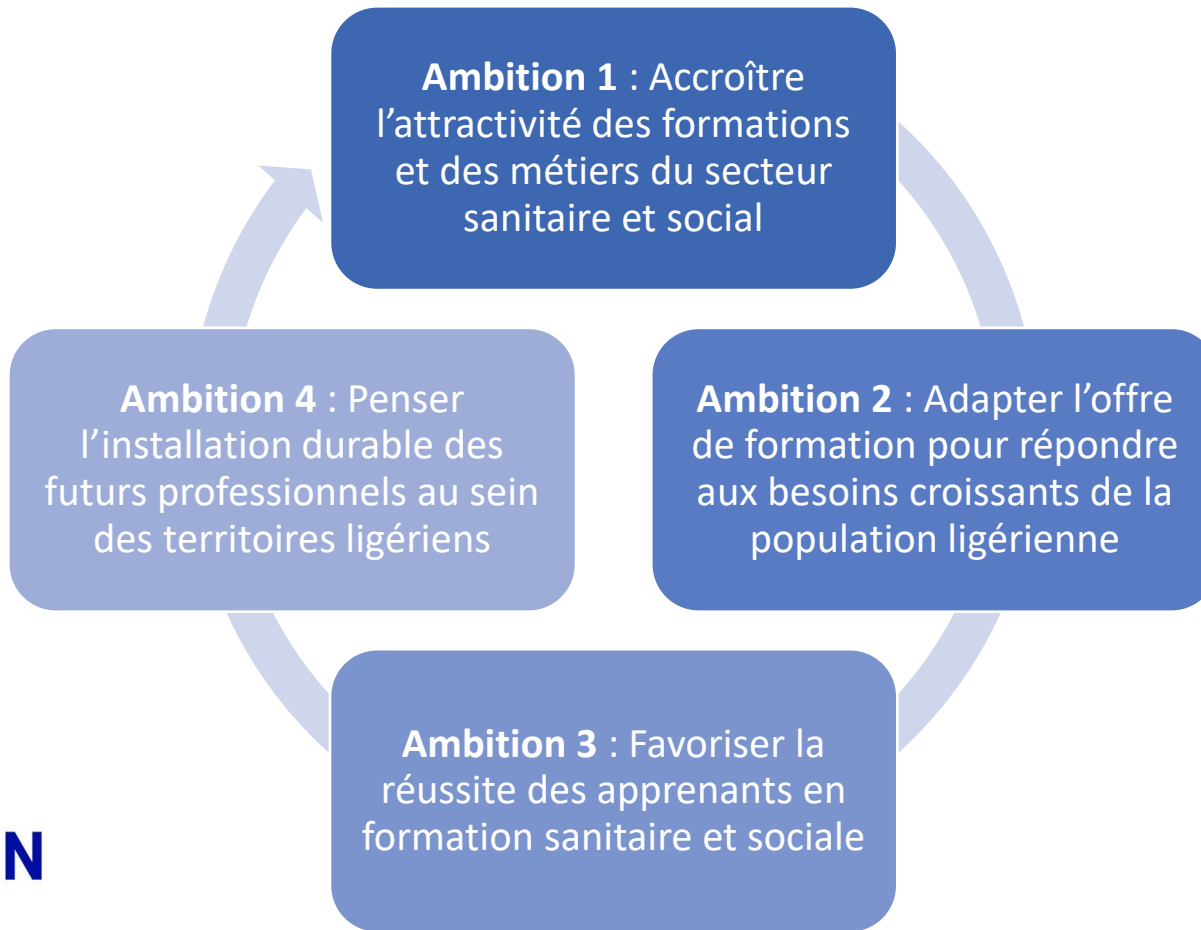 Ambition 1 : Accroître
l’attractivité des formations
et des métiers du secteur
sanitaire et social
Ambition 2 : Adapter l’offre
de formation pour répondre
aux besoins croissants de la
population ligérienne
Ambition 3 : Favoriser la
réussite des apprenants en
formation sanitaire et sociale
Ambition 4 : Penser
l’installation durable des
futurs professionnels au sein
des territoires ligériens
N